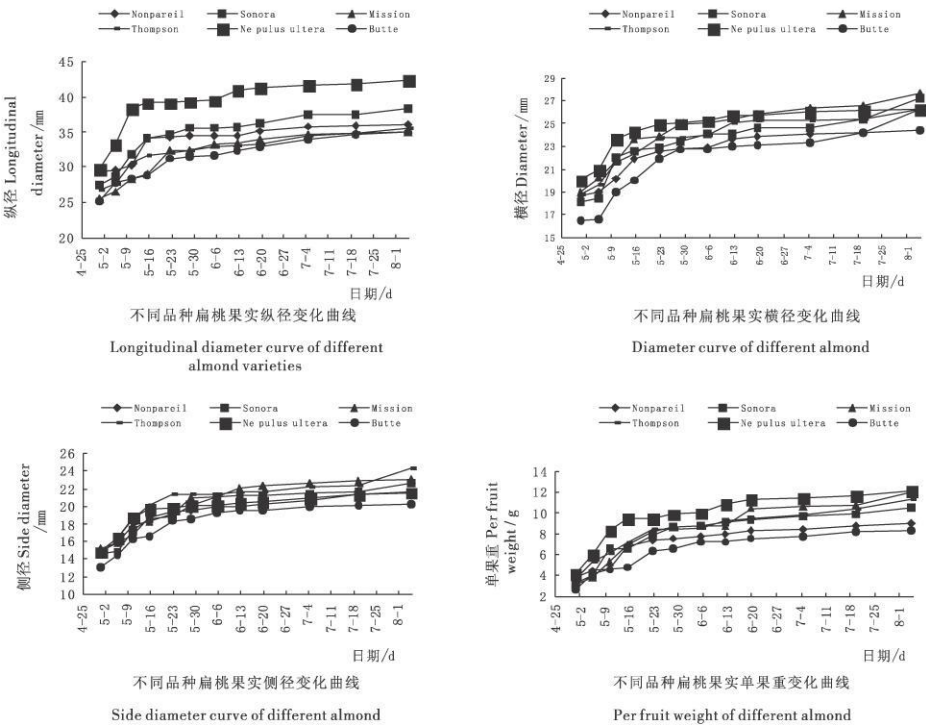 Nonpareil Sonora Mission
Thompson Ne pulus ultera Butte
45
40
35
30
25
20
纵径 Longitudinal
diameter /mm
4-25 5-2 5-9 5-16 5-23 5-30 6-6 6-13 6-20 6-27 7-4 7-11 7-18 7-25 8-1
日期/d
不同品种扁桃果实纵径变化曲线
Longitudinal diameter curve of different
almond varieties
Nonpareil Sonora Mission
Thompson Ne pulus ultera Butte
29
27
25
23
21
19
17
15
横径 Diameter /mm
4-25 5-2 5-9 5-16 5-23 5-30 6-6 6-13 6-20 6-27 7-4 7-11 7-18 7-25 8-1
日期/d
不同品种扁桃果实横径变化曲线
Diameter curve of different almond
Nonpareil Sonora Mission
Thompson Ne pulus ultera Butte
26
24
22
20
18
16
14
12
10
侧径 Side diameter
/mm
4-25 5-2 5-9 5-16 5-23 5-30 6-6 6-13 6-20 6-27 7-4 7-11 7-18 7-25 8-1
日期/d
不同品种扁桃果实侧径变化曲线
Side diameter curve of different almond
Nonpareil Sonora Mission
Thompson Ne pulus ultera Butte
14
12
10
8
6
4
2
单果重 Per fruit
weight / g
4-25 5-2 5-9 5-16 5-23 5-30 6-6 6-13 6-20 6-27 7-4 7-11 7-18 7-25 8-1
日期/d
不同品种扁桃果实单果重变化曲线
Per fruit weight of different almond